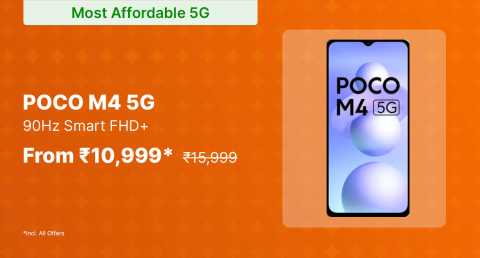 Most Affordable 5G
POCO M4 5G
90Hz Smart FHD+
From ₹10,999* ₹15,999
*Incl. All Offers
POCO
M4 5G